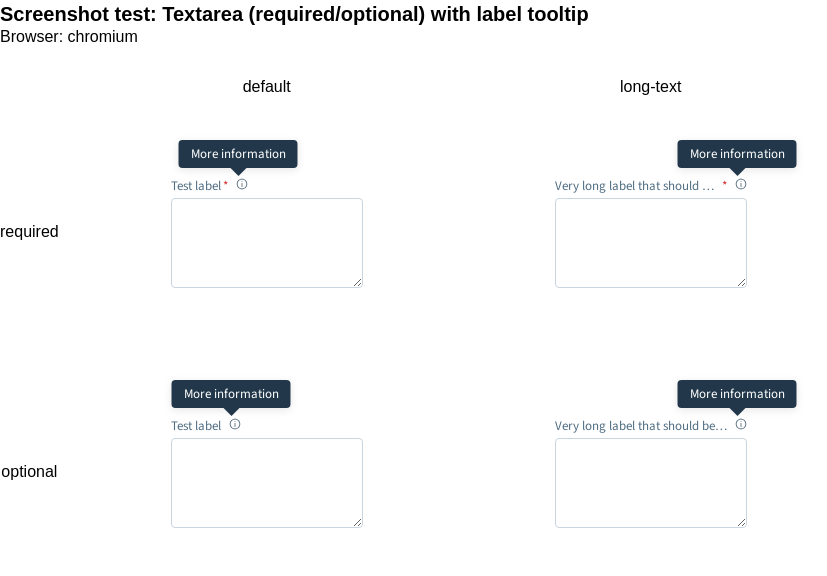 Screenshot test: Textarea (required/optional) with label tooltip
Browser: chromium
default
long-text
More information
More information
Test label *
Very long label that should … *
required
More information
More information
Test label
Very long label that should be…
optional